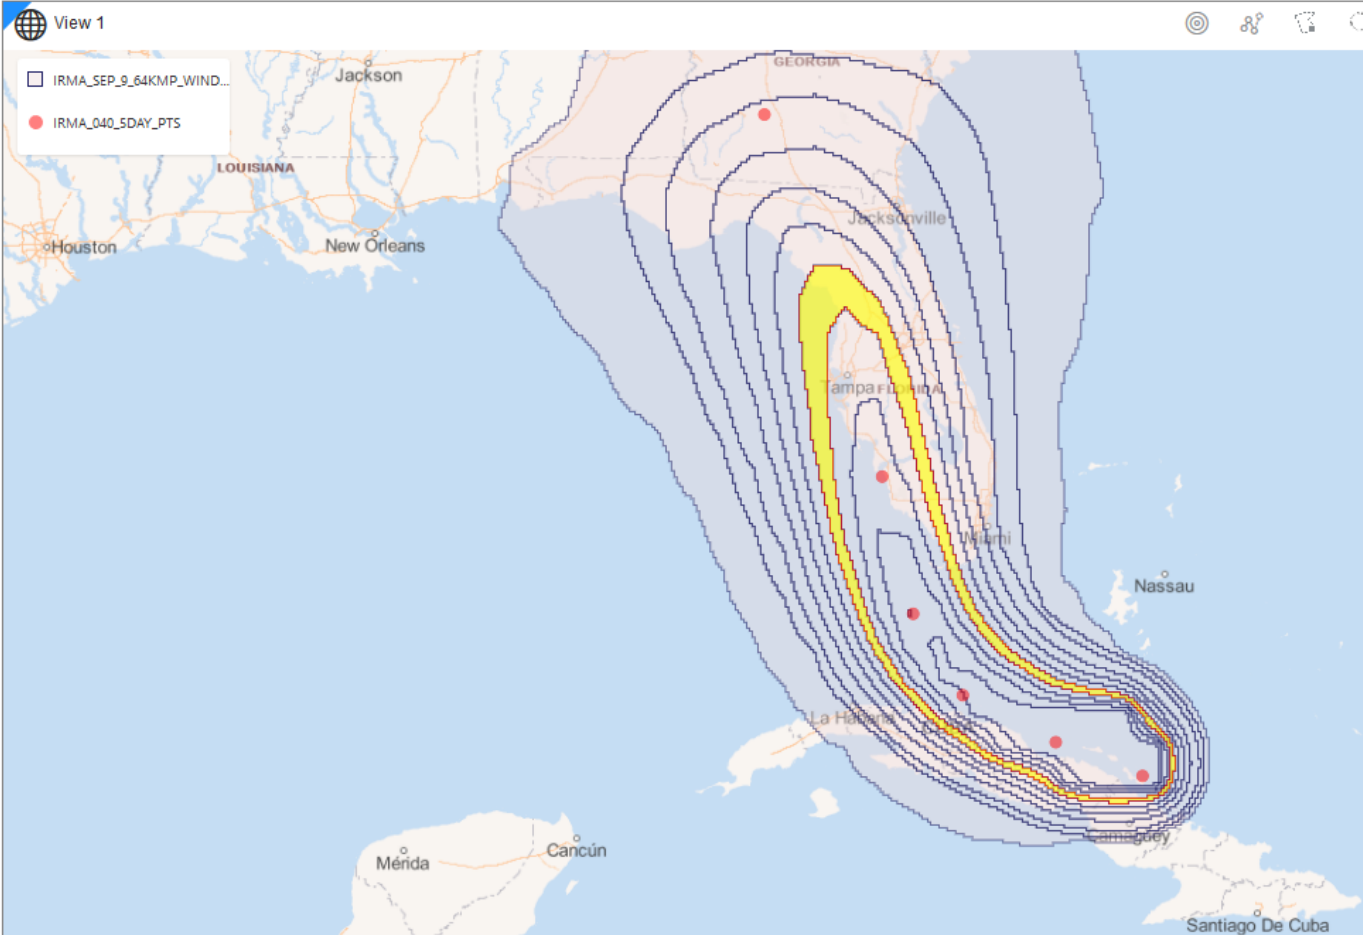 View 1
IRMA_SEP_9_64KMP_WIND...
IRMA_040_5DAY_PTS
GEORGIA
Jackson
LOUISIANA
Jacksonville
Houston
New Orleans
Tampa
FLORIDA
Miami
Nassau
La Habana
Camagüey
Cancún
Mérida
Santiago De Cuba